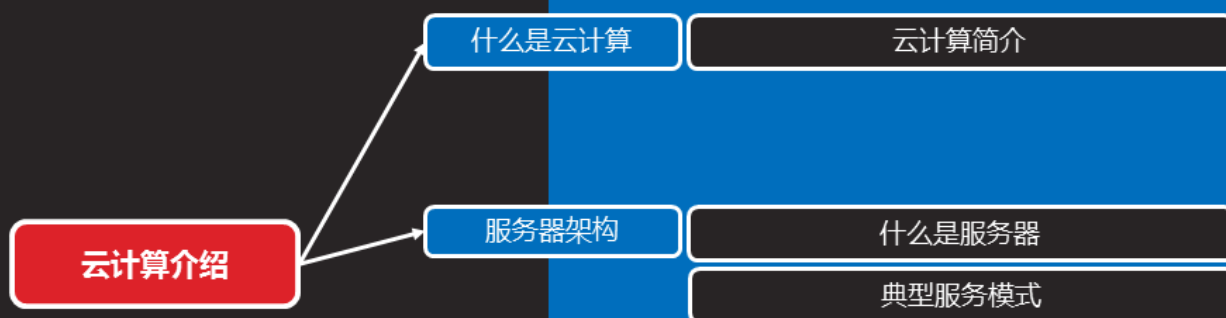 什么是云计算
云计算简介
服务器架构
什么是服务器
云计算介绍
典型服务模式